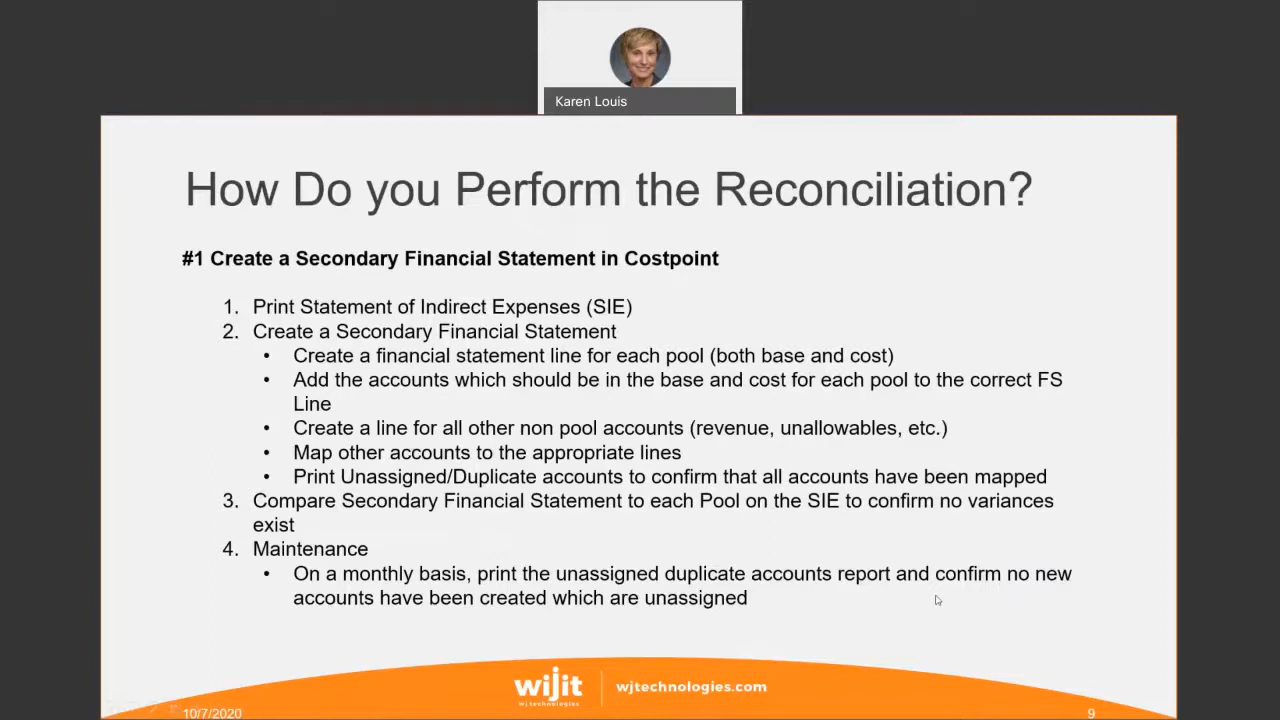 Karen Louis
How Do you Perform the Reconciliation?
#1 Create a Secondary Financial Statement in Costpoint
1. Print Statement of Indirect Expenses (SIE)
2. Create a Secondary Financial Statement
• Create a financial statement line for each pool (both base and cost)
• Add the accounts which should be in the base and cost for each pool to the correct FS
Line
• Create a line for all other non pool accounts (revenue, unallowables, etc.)
• Map other accounts to the appropriate lines
• Print Unassigned/Duplicate accounts to confirm that all accounts have been mapped
3. Compare Secondary Financial Statement to each Pool on the SIE to confirm no variances
exist
4. Maintenance
• On a monthly basis, print the unassigned duplicate accounts report and confirm no new
accounts have been created which are unassigned
wijit
wj.technologies
wjtechnologies.com
10/7/2020
9